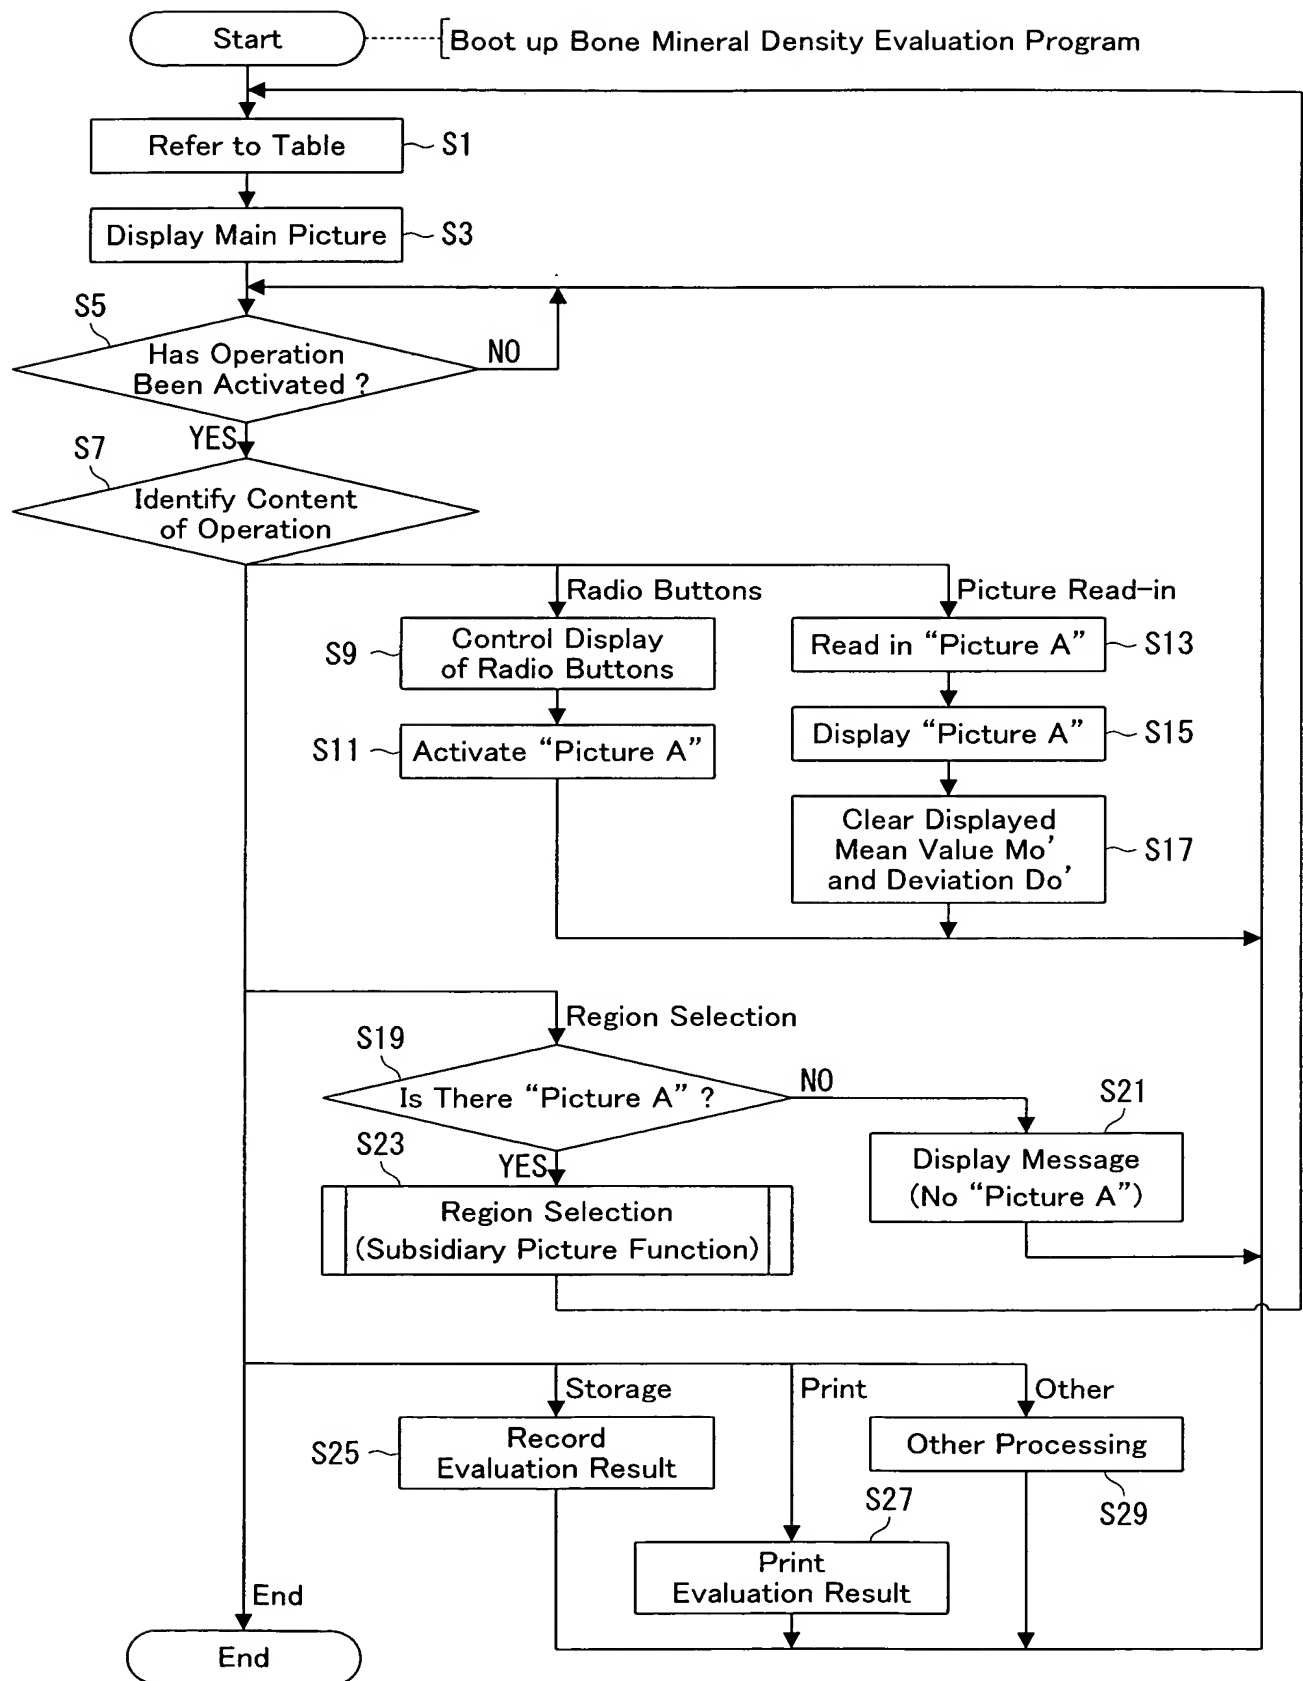 Start
Boot up Bone Mineral Density Evaluation Program
Refer to Table
S1
Display Main Picture
S3
S5
Has Operation
Been Activated ?
NO
YES
S7
Identify Content
of Operation
Radio Buttons
Picture Read-in
S9
Control Display
of Radio Buttons
Read in “Picture A”
S13
S11
Activate “Picture A”
Display “Picture A”
S15
Clear Displayed
Mean Value Mo’
and Deviation Do’
S17
Region Selection
S19
Is There “Picture A” ?
NO
S21
Display Message
(No “Picture A”)
YES
S23
Region Selection
(Subsidiary Picture Function)
Storage
Print
Other
S25
Record
Evaluation Result
Other Processing
S29
S27
Print
Evaluation Result
End
End